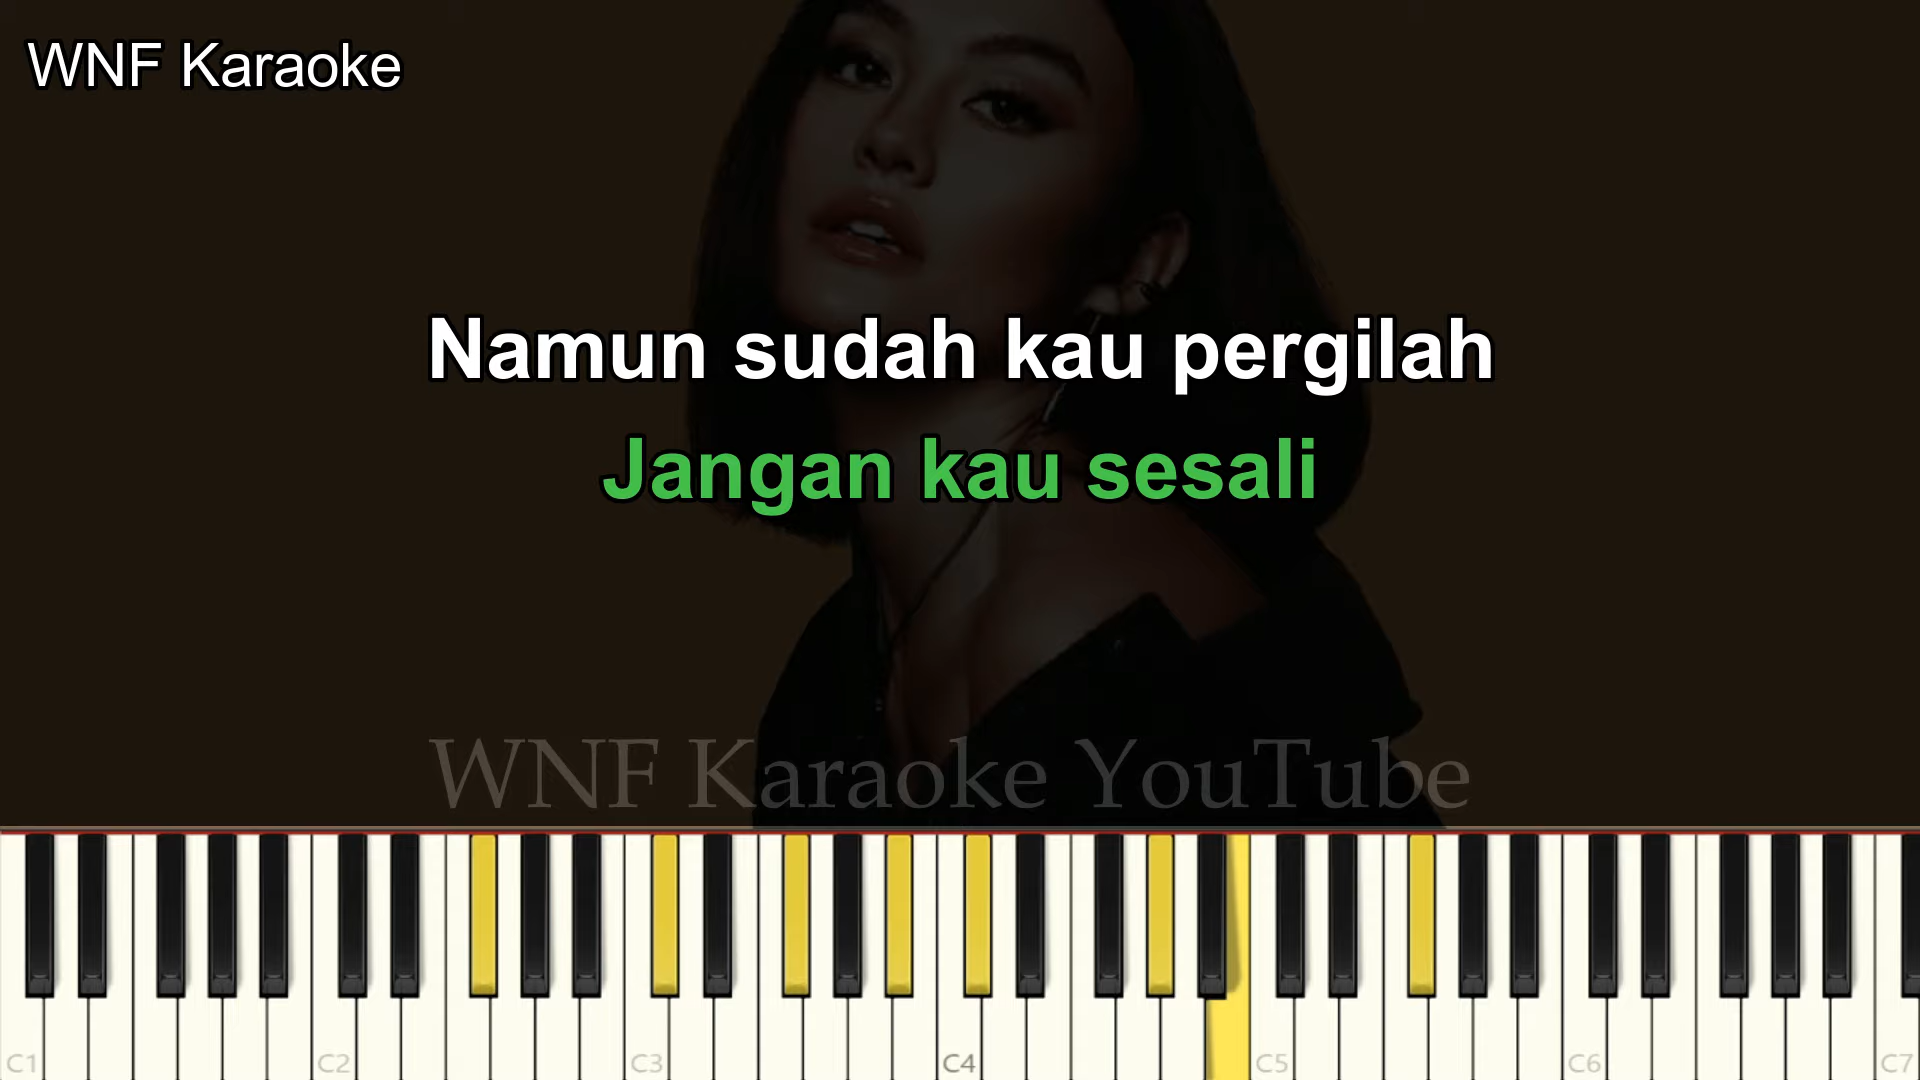 WNF Karaoke
Namun sudah kau pergilah
Jangan kau sesali
WNF Karaoke YouTube
C1 C2 C3 C4 C5 C6 C7